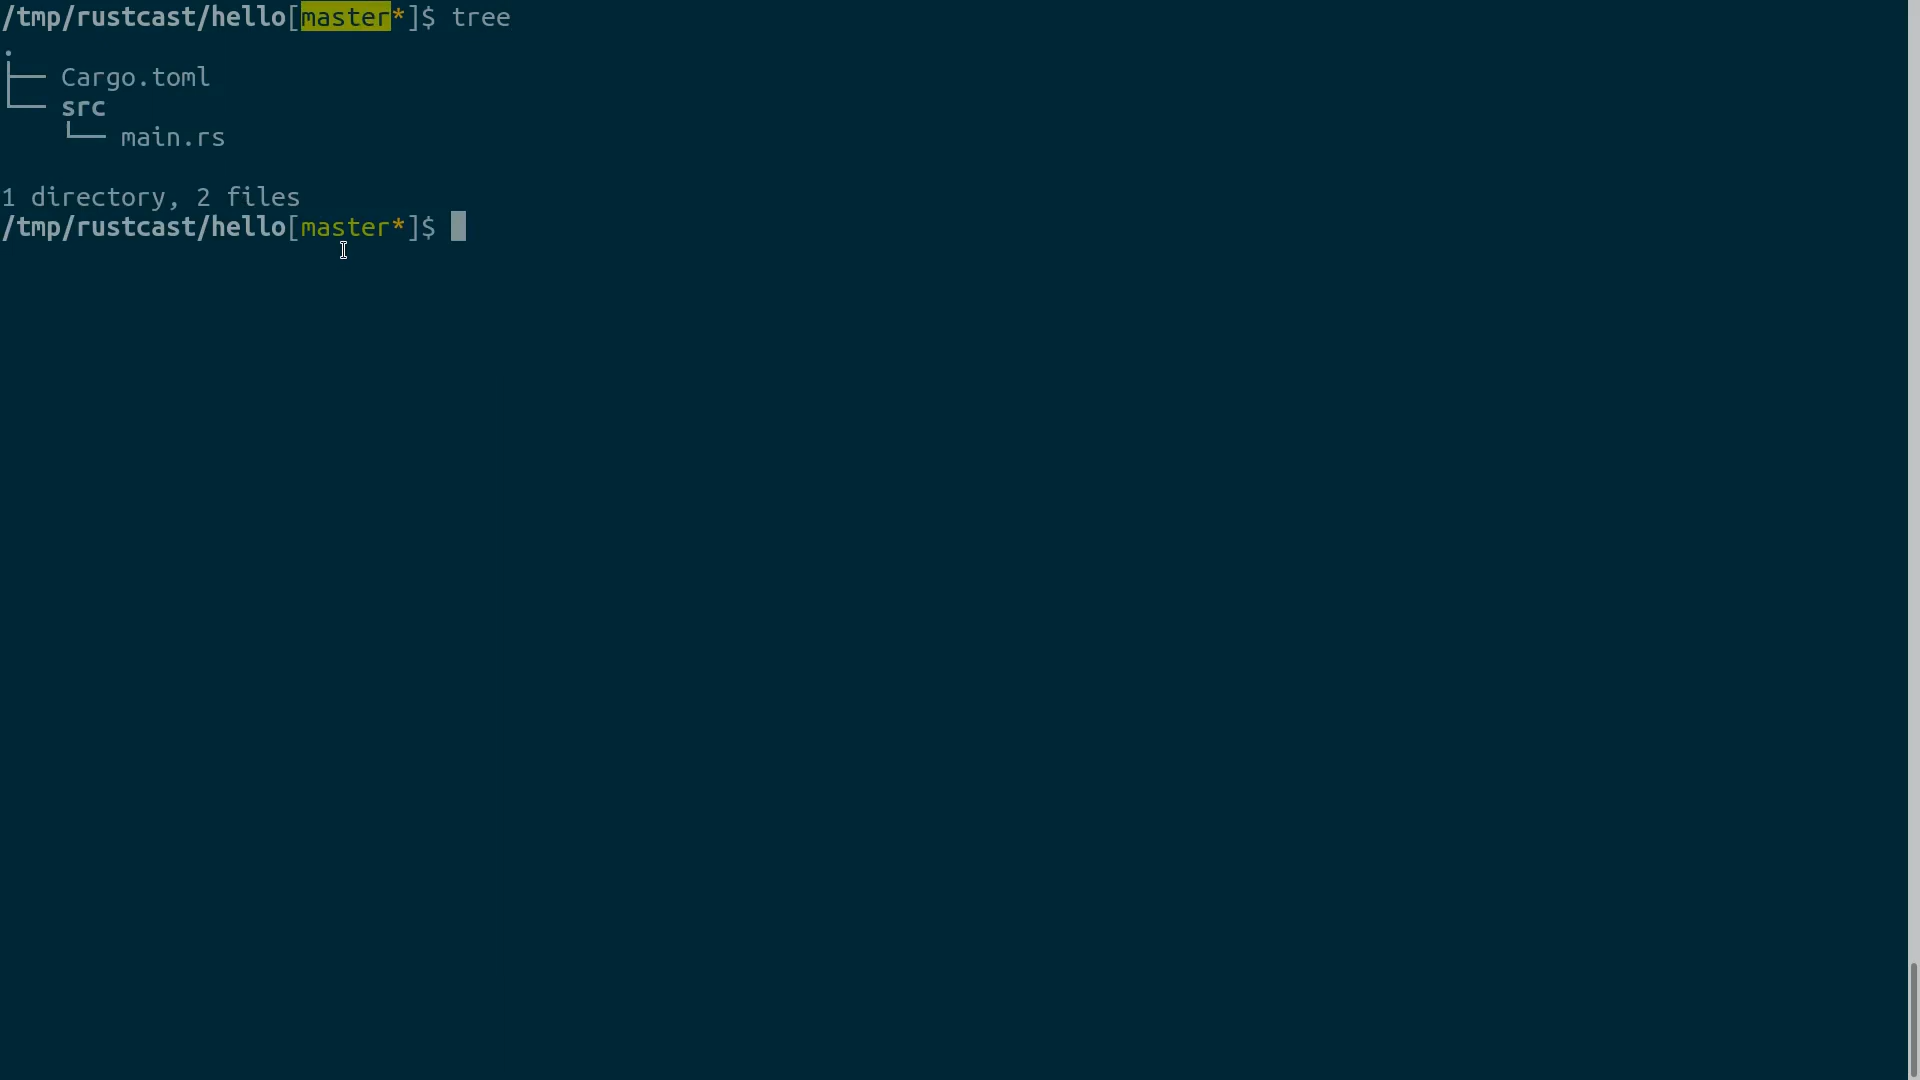 /tmp/rustcast/hello[master*]$ tree
.
├── Cargo.toml
└── src
    └── main.rs
1 directory, 2 files
/tmp/rustcast/hello[master*]$